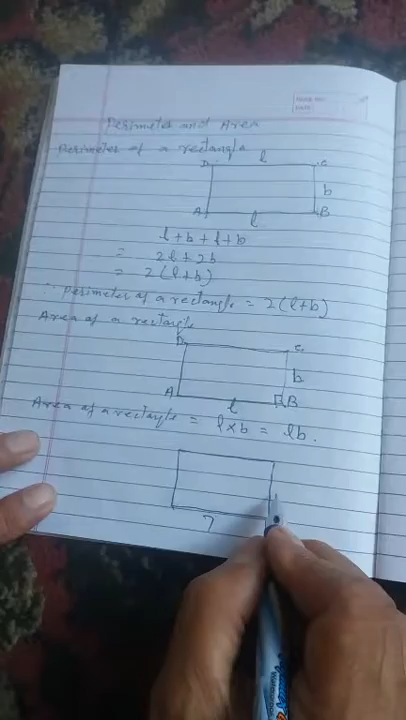 Perimeter and Area
Perimeter of a rectangle
D l C
b
A l B
l + b + l + b
= 2l + 2b
= 2(l+b)
∴ perimeter of a rectangle = 2(l+b)
Area of a rectangle
D C
b
A l B
Area of a rectangle = l×b = lb.
7